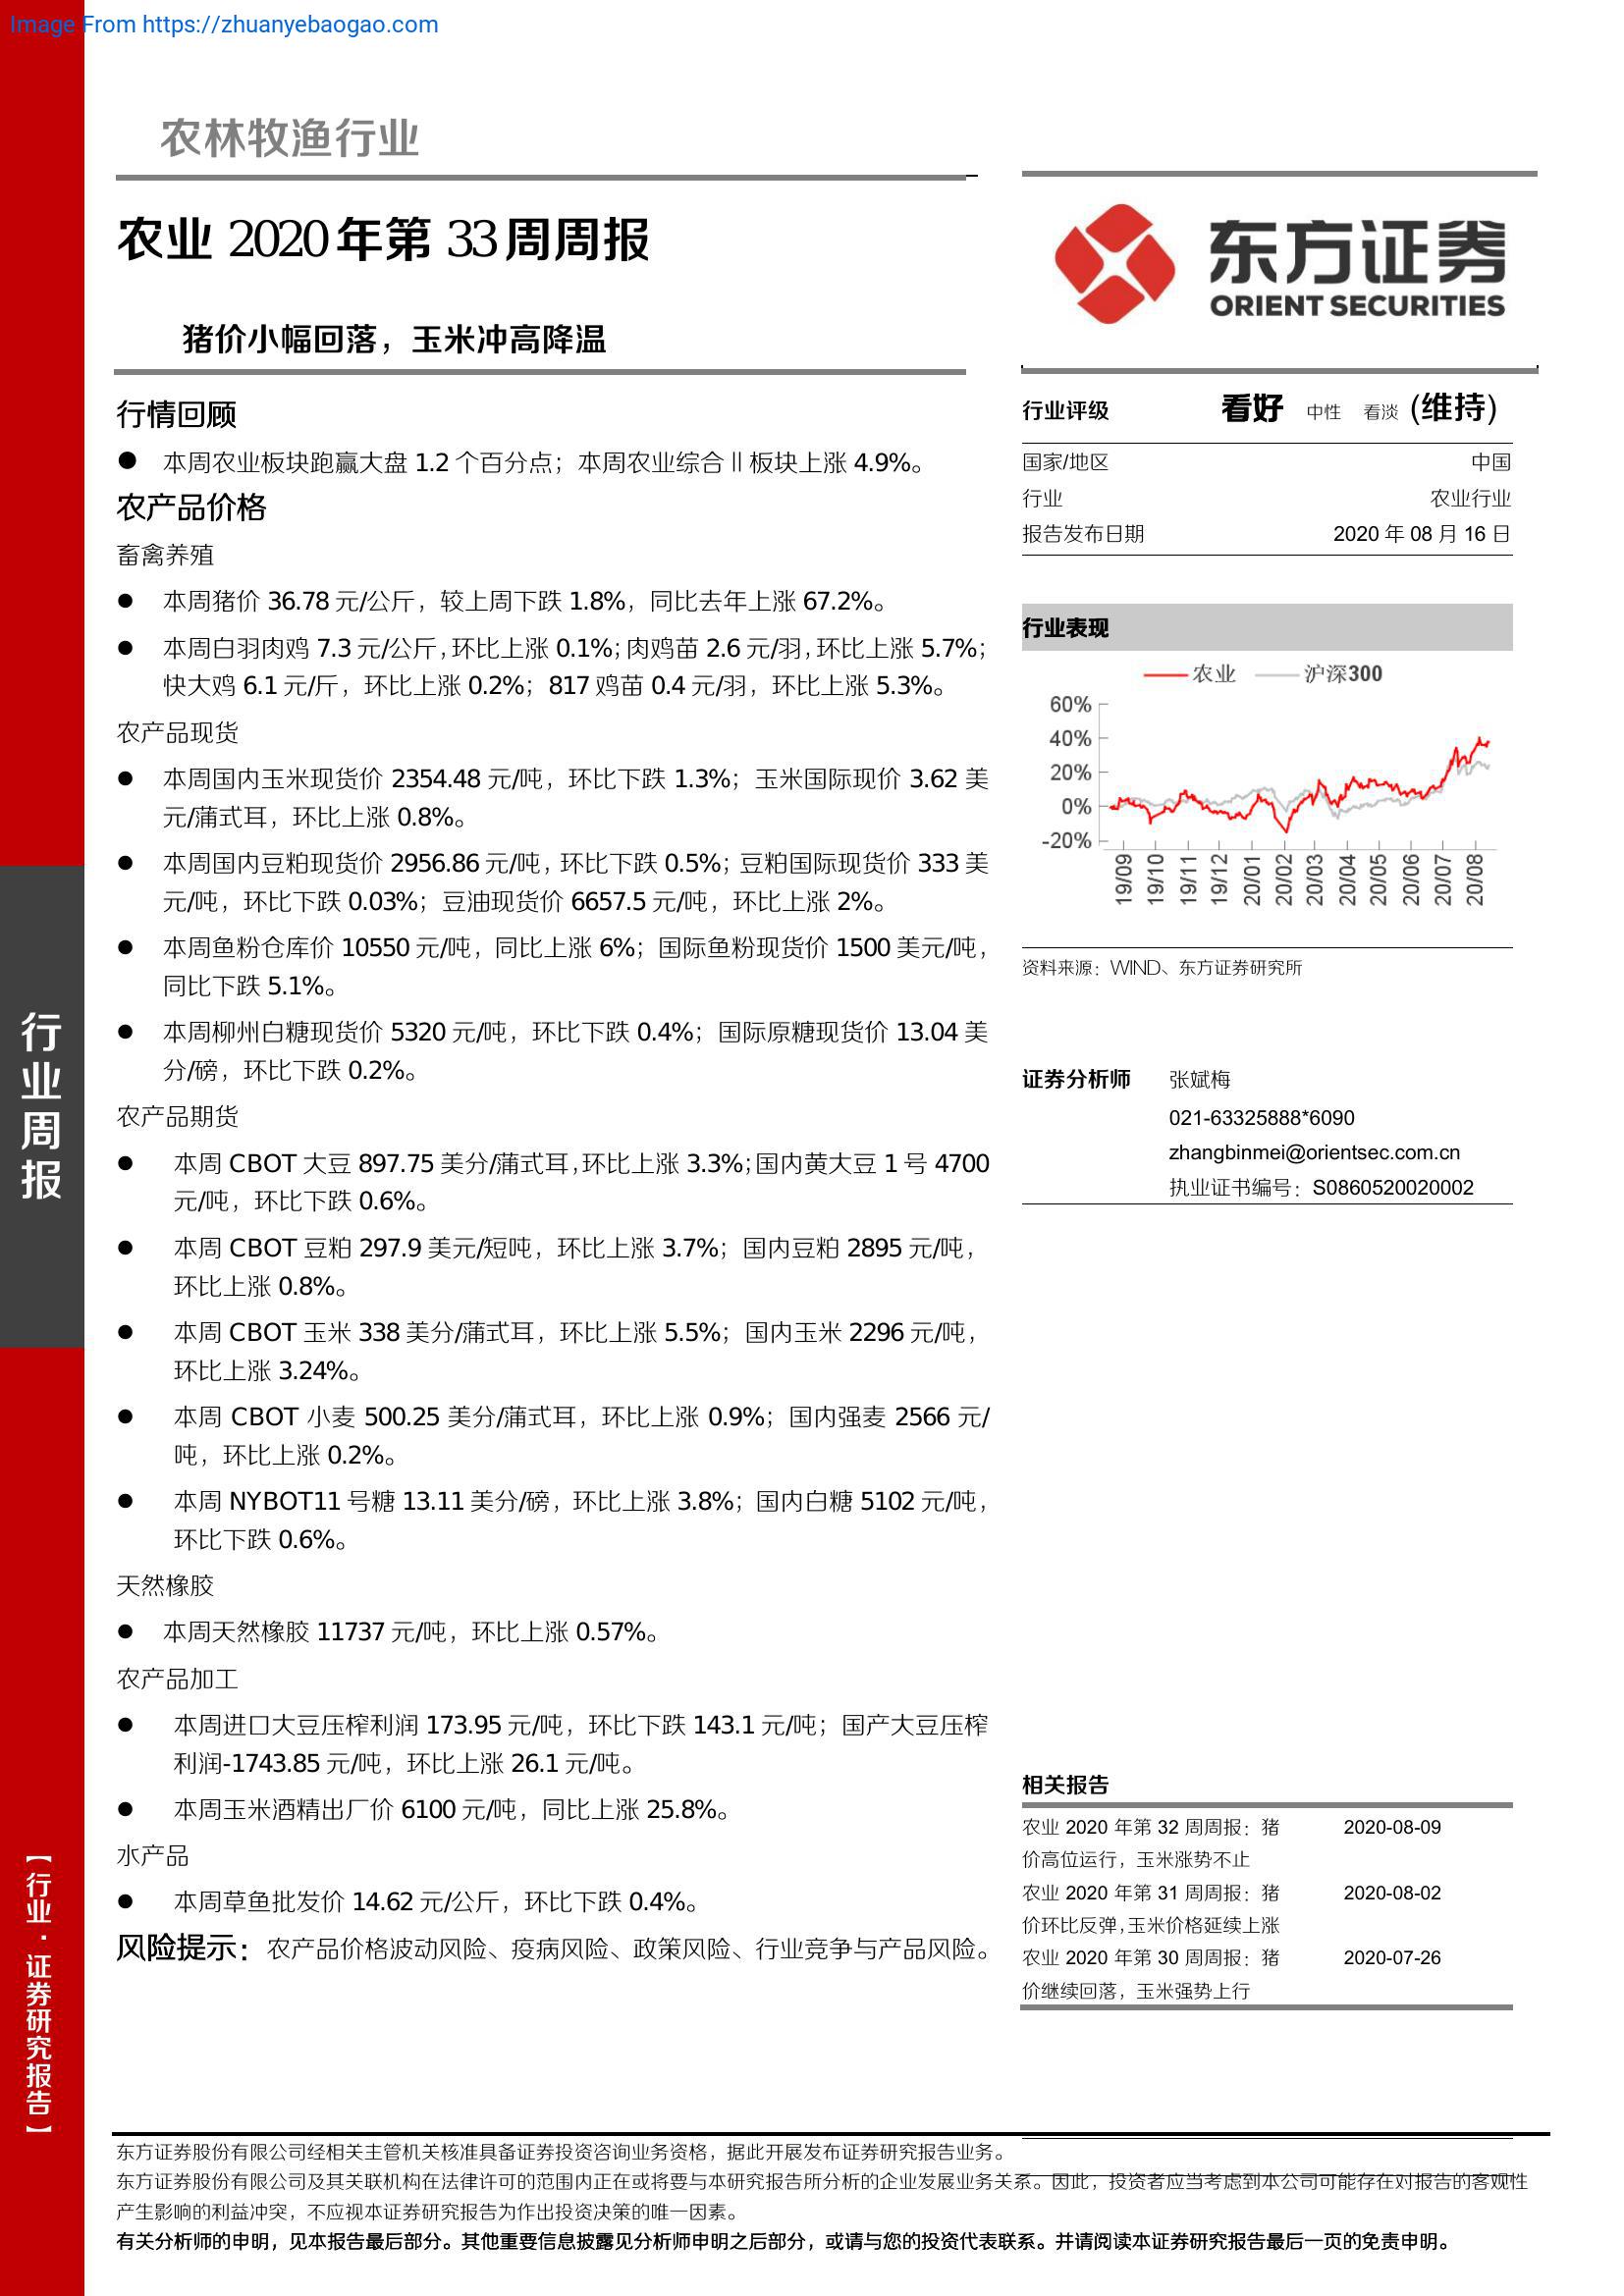 Image From https://zhuanyebaogao.com
农林牧渔行业
农业 2020 年第 33 周周报
猪价小幅回落，玉米冲高降温
行情回顾
● 本周农业板块跑赢大盘 1.2 个百分点；本周农业综合Ⅱ板块上涨 4.9%。
农产品价格
畜禽养殖
● 本周猪价 36.78 元/公斤，较上周下跌 1.8%，同比去年上涨 67.2%。
● 本周白羽肉鸡 7.3 元/公斤，环比上涨 0.1%；肉鸡苗 2.6 元/羽，环比上涨 5.7%；
快大鸡 6.1 元/斤，环比上涨 0.2%；817 鸡苗 0.4 元/羽，环比上涨 5.3%。
农产品现货
● 本周国内玉米现货价 2354.48 元/吨，环比下跌 1.3%；玉米国际现价 3.62 美
元/蒲式耳，环比上涨 0.8%。
● 本周国内豆粕现货价 2956.86 元/吨，环比下跌 0.5%；豆粕国际现货价 333 美
元/吨，环比下跌 0.03%；豆油现货价 6657.5 元/吨，环比上涨 2%。
● 本周鱼粉仓库价 10550 元/吨，同比上涨 6%；国际鱼粉现货价 1500 美元/吨，
同比下跌 5.1%。
● 本周柳州白糖现货价 5320 元/吨，环比下跌 0.4%；国际原糖现货价 13.04 美
分/磅，环比下跌 0.2%。
农产品期货
● 本周 CBOT 大豆 897.75 美分/蒲式耳，环比上涨 3.3%；国内黄大豆 1 号 4700
元/吨，环比下跌 0.6%。
● 本周 CBOT 豆粕 297.9 美元/短吨，环比上涨 3.7%；国内豆粕 2895 元/吨，
环比上涨 0.8%。
● 本周 CBOT 玉米 338 美分/蒲式耳，环比上涨 5.5%；国内玉米 2296 元/吨，
环比上涨 3.24%。
● 本周 CBOT 小麦 500.25 美分/蒲式耳，环比上涨 0.9%；国内强麦 2566 元/
吨，环比上涨 0.2%。
● 本周 NYBOT11 号糖 13.11 美分/磅，环比上涨 3.8%；国内白糖 5102 元/吨，
环比下跌 0.6%。
天然橡胶
● 本周天然橡胶 11737 元/吨，环比上涨 0.57%。
农产品加工
● 本周进口大豆压榨利润 173.95 元/吨，环比下跌 143.1 元/吨；国产大豆压榨
利润-1743.85 元/吨，环比上涨 26.1 元/吨。
● 本周玉米酒精出厂价 6100 元/吨，同比上涨 25.8%。
水产品
● 本周草鱼批发价 14.62 元/公斤，环比下跌 0.4%。
风险提示：农产品价格波动风险、疫病风险、政策风险、行业竞争与产品风险。
东方证券
ORIENT SECURITIES
行业评级 看好 中性 看淡 (维持)
国家/地区 中国
行业 农业行业
报告发布日期 2020 年 08 月 16 日
行业表现
农业 沪深300
60%
40%
20%
0%
-20%
19/09 19/10 19/11 19/12 20/01 20/02 20/03 20/04 20/05 20/06 20/07 20/08
资料来源：WIND、东方证券研究所
证券分析师 张斌梅
021-63325888*6090
zhangbinmei@orientsec.com.cn
执业证书编号：S0860520020002
相关报告
农业 2020 年第 32 周周报：猪 2020-08-09
价高位运行，玉米涨势不止
农业 2020 年第 31 周周报：猪 2020-08-02
价环比反弹，玉米价格延续上涨
农业 2020 年第 30 周周报：猪 2020-07-26
价继续回落，玉米强势上行
行业周报
【行业·证券研究报告】
东方证券股份有限公司经相关主管机关核准具备证券投资咨询业务资格，据此开展发布证券研究报告业务。
东方证券股份有限公司及其关联机构在法律许可的范围内正在或将要与本研究报告所分析的企业发展业务关系。因此，投资者应当考虑到本公司可能存在对报告的客观性
产生影响的利益冲突，不应视本证券研究报告为作出投资决策的唯一因素。
有关分析师的申明，见本报告最后部分。其他重要信息披露见分析师申明之后部分，或请与您的投资代表联系。并请阅读本证券研究报告最后一页的免责申明。